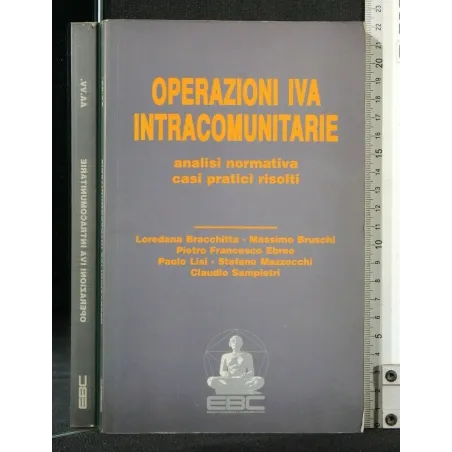 OPERAZIONI IVA
INTRACOMUNITARIE
analisi normativa
casi pratici risolti
Loredana Bracchitta - Massimo Bruschi
Pietro Francesco Ebreo
Paolo Lisi - Stefano Mazzocchi
Claudio Sampietri
EBC
AA.VV.
OPERAZIONI IVA INTRACOMUNITARIE
EBC